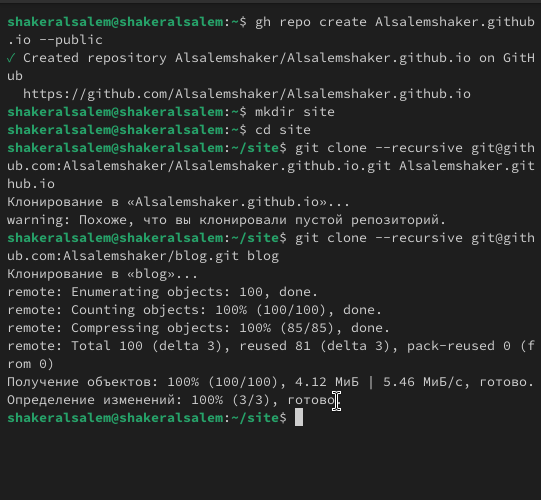 shakeralsalem@shakeralsalem:~$ gh repo create Alsalemshaker.github
.io --public
✓ Created repository Alsalemshaker/Alsalemshaker.github.io on GitH
ub
  https://github.com/Alsalemshaker/Alsalemshaker.github.io
shakeralsalem@shakeralsalem:~$ mkdir site
shakeralsalem@shakeralsalem:~$ cd site
shakeralsalem@shakeralsalem:~/site$ git clone --recursive git@gith
ub.com:Alsalemshaker/Alsalemshaker.github.io.git Alsalemshaker.git
hub.io
Клонирование в «Alsalemshaker.github.io»...
warning: Похоже, что вы клонировали пустой репозиторий.
shakeralsalem@shakeralsalem:~/site$ git clone --recursive git@gith
ub.com:Alsalemshaker/blog.git blog
Клонирование в «blog»...
remote: Enumerating objects: 100, done.
remote: Counting objects: 100% (100/100), done.
remote: Compressing objects: 100% (85/85), done.
remote: Total 100 (delta 3), reused 81 (delta 3), pack-reused 0 (f
rom 0)
Получение объектов: 100% (100/100), 4.12 МиБ | 5.46 МиБ/с, готово.
Определение изменений: 100% (3/3), готово.
shakeralsalem@shakeralsalem:~/site$